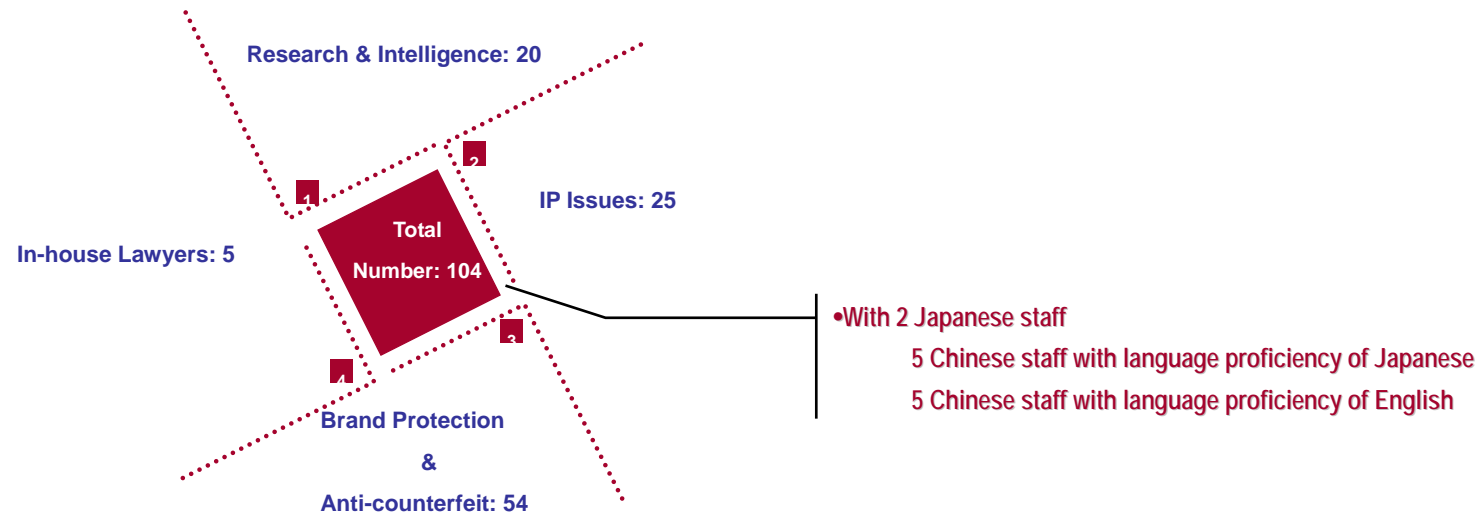 Research & Intelligence: 20
2
1
IP Issues: 25
Total
Number: 104
In-house Lawyers: 5
•With 2 Japanese staff
5 Chinese staff with language proficiency of Japanese
5 Chinese staff with language proficiency of English
3
4
Brand Protection
&
Anti-counterfeit: 54